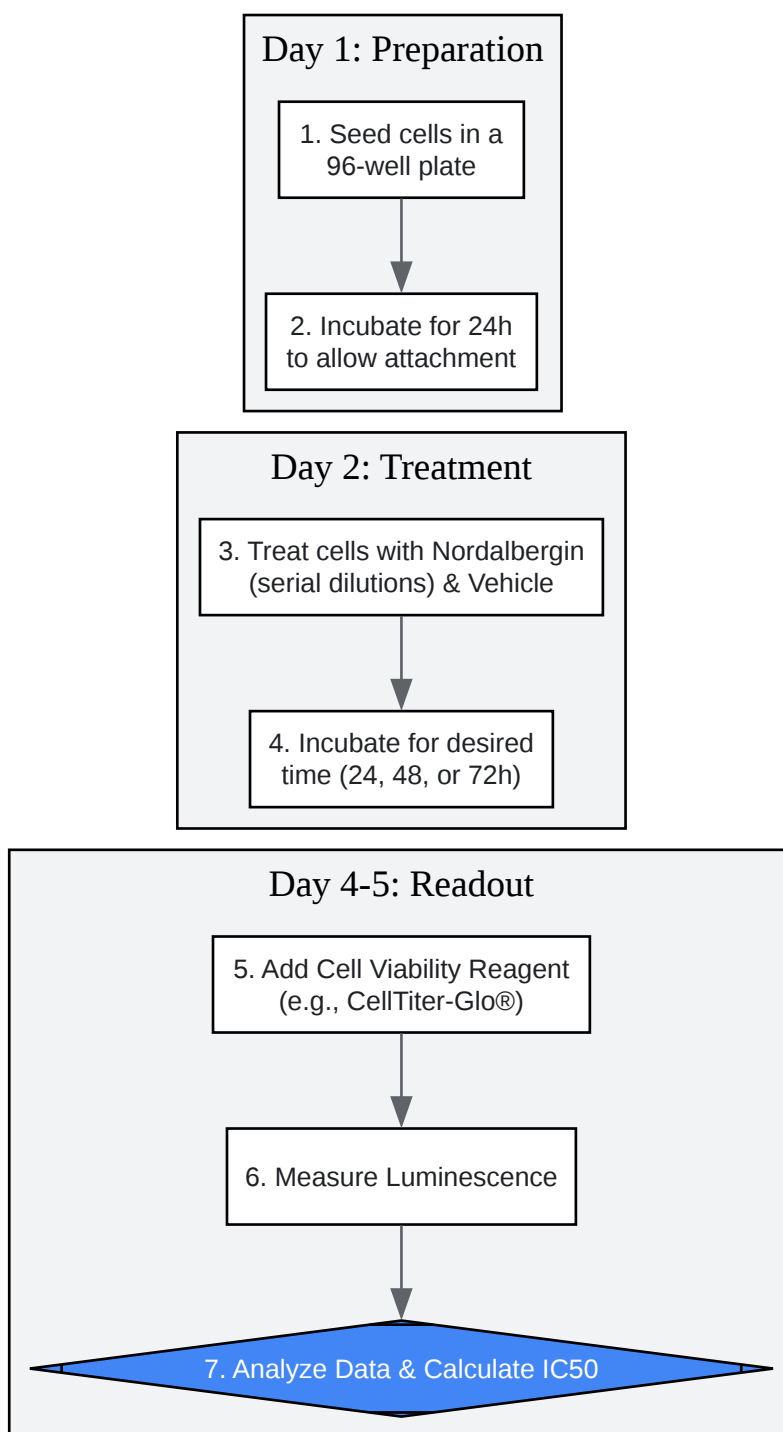 Day 1: Preparation
1. Seed cells in a
96-well plate
2. Incubate for 24h
to allow attachment
Day 2: Treatment
3. Treat cells with Nordalbergin
(serial dilutions) & Vehicle
4. Incubate for desired
time (24, 48, or 72h)
Day 4-5: Readout
5. Add Cell Viability Reagent
(e.g., CellTiter-Glo®)
6. Measure Luminescence
7. Analyze Data & Calculate IC50